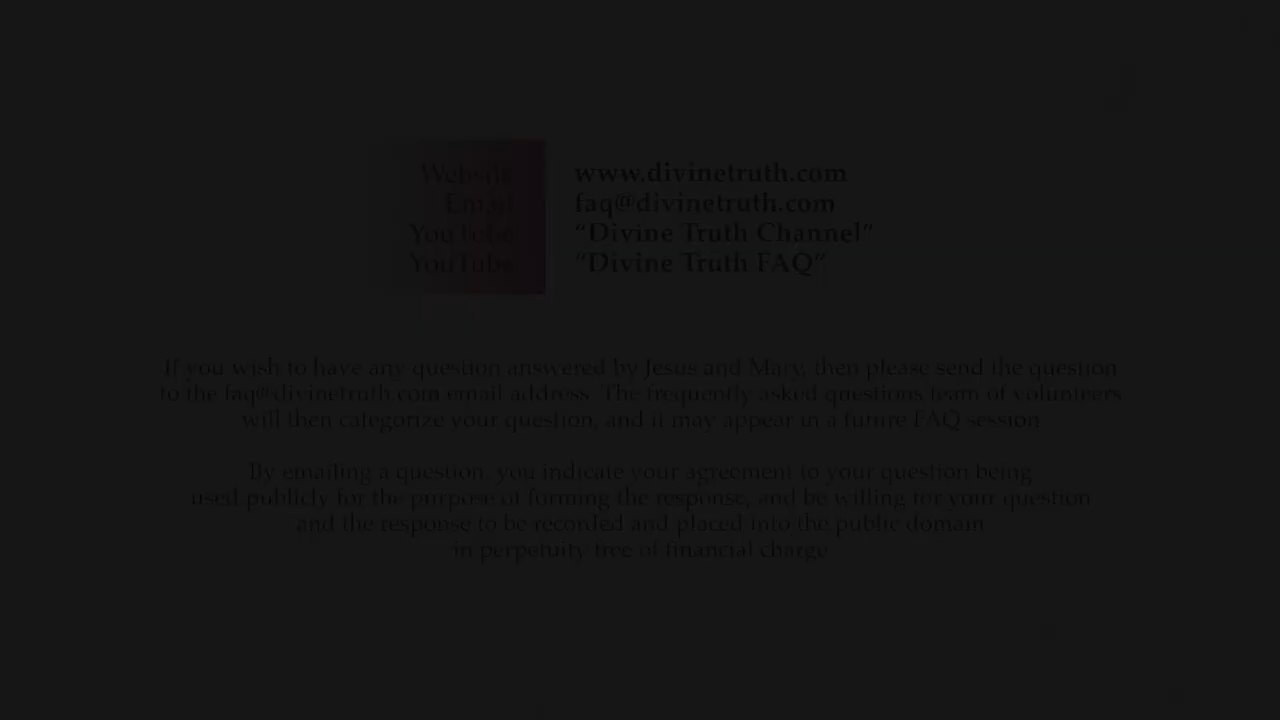 Website www.divinetruth.com
Email faq@divinetruth.com
YouTube “Divine Truth Channel”
YouTube “Divine Truth FAQ”
If you wish to have any question answered by Jesus and Mary, then please send the question
to the faq@divinetruth.com email address. The frequently asked questions team of volunteers
will then categorize your question, and it may appear in a future FAQ session
By emailing a question, you indicate your agreement to your question being
used publicly for the purpose of forming the response, and be willing for your question
and the response to be recorded and placed into the public domain
in perpetuity free of financial charge